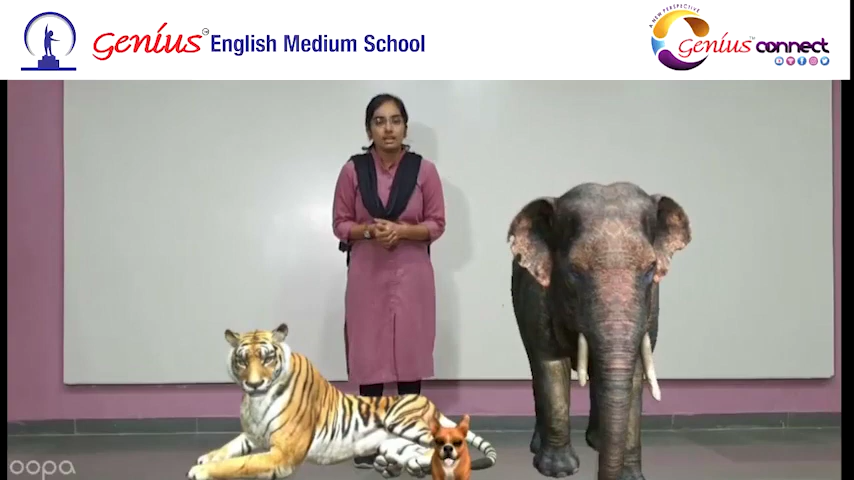 Genius English Medium School
A NEW PERSPECTIVE
Genius connect
oopa